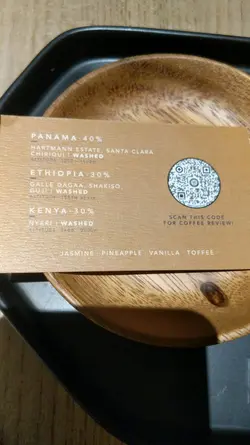 PANAMA 40%
HARTMANN ESTATE, SANTA CLARA,
CHIRIQUI | WASHED
ETHIOPIA 30%
GALLE DAGAA, SHAKISO,
GUJI | WASHED
KENYA 30%
NYERI | WASHED
SCAN THIS CODE
FOR COFFEE REVIEW!
JASMINE PINEAPPLE VANILLA TOFFEE